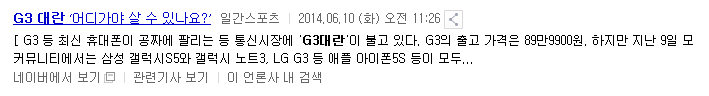 G3 대란 '어디가야 살 수 있나요?' 일간스포츠 | 2014.06.10 (화) 오전 11:26
[ G3 등 최신 휴대폰이 공짜에 팔리는 등 통신시장에 'G3대란'이 불고 있다. G3의 출고 가격은 89만9900원. 하지만 지난 9일 모
커뮤니티에서는 삼성 갤럭시S5와 갤럭시 노트3, LG G3 등 애플 아이폰5S 등이 모두...
네이버에서 보기 | 관련기사 보기 | 이 언론사 내 검색